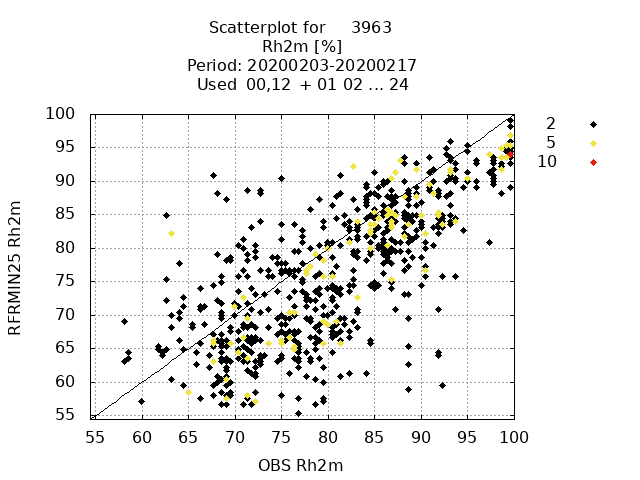 Scatterplot for 3963
Rh2m [%]
Period: 20200203-20200217
Used 00,12 + 01 02 ... 24
RFRMIN25 Rh2m
100
95
90
85
80
75
70
65
60
55
55 60 65 70 75 80 85 90 95 100
OBS Rh2m
2
5
10